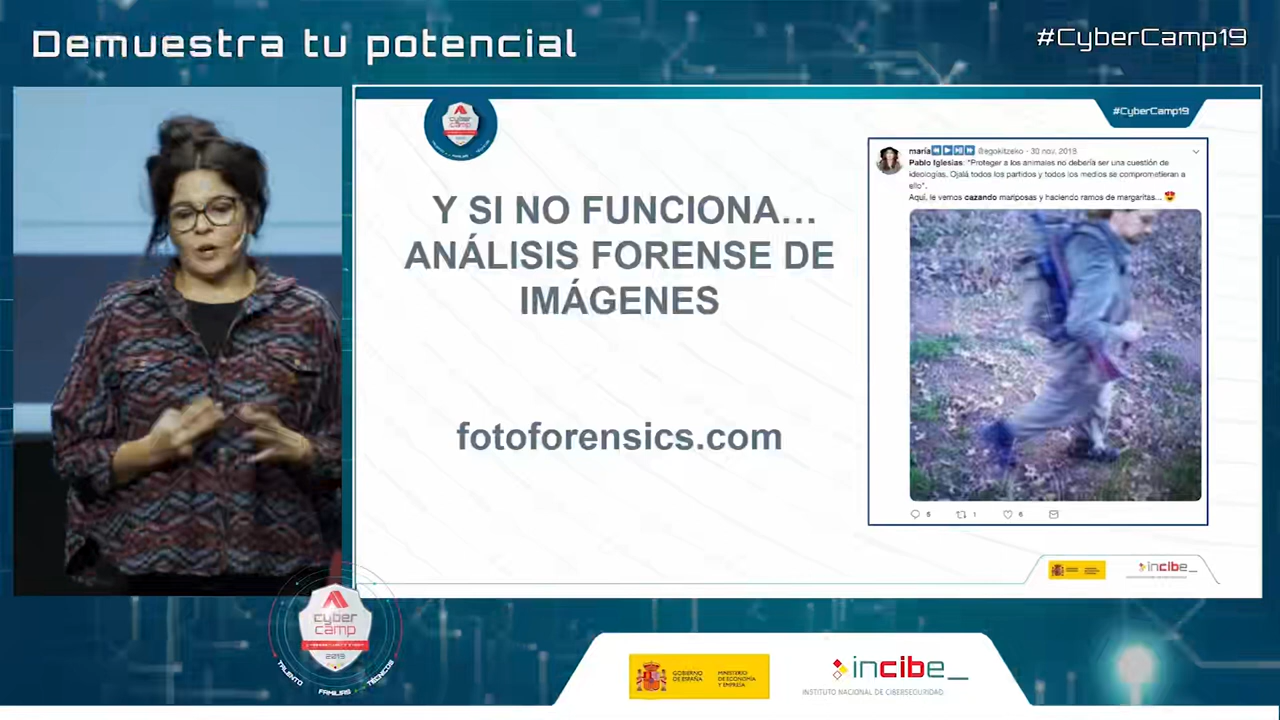 Demuestra tu potencial
#CyberCamp19
#CyberCamp19
cyber
camp
Y SI NO FUNCIONA...
ANÁLISIS FORENSE DE
IMÁGENES
fotoforensics.com
maría @egokitzeko · 30 nov. 2019
Pablo Iglesias: "Proteger a los animales no debería ser una cuestión de
ideologías. Ojalá todos los partidos y todos los medios se comprometieran a
ello".
Aquí, le vemos cazando mariposas y haciendo ramos de margaritas...
5 1 6
incibe_
cyber
camp
2019
TALENTO FAMILIAS TÉCNICOS
GOBIERNO
DE ESPAÑA
MINISTERIO
DE ECONOMÍA
Y EMPRESA
incibe_
INSTITUTO NACIONAL DE CIBERSEGURIDAD